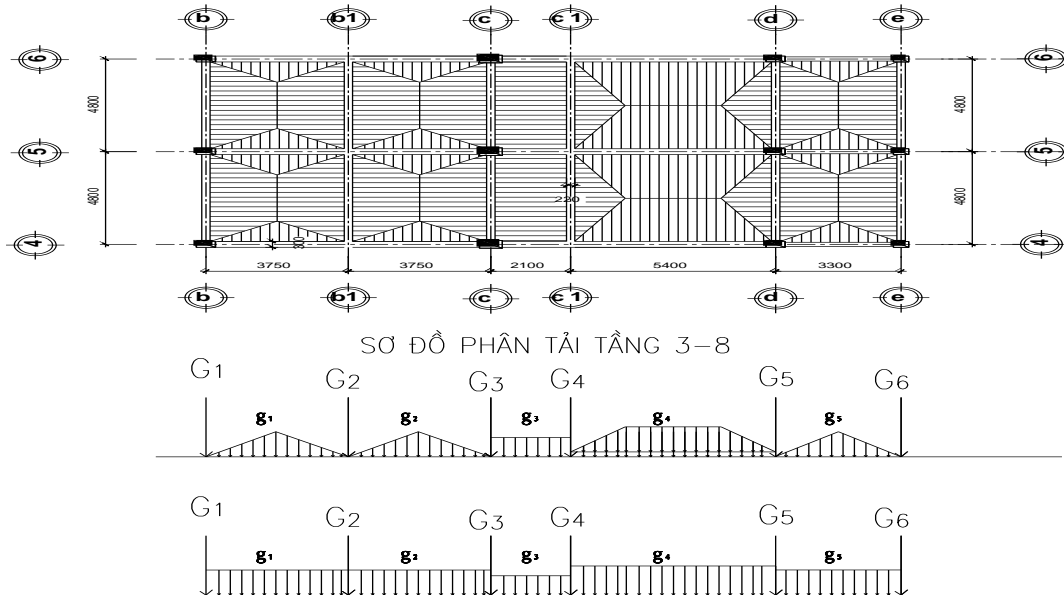 b b1 c c1 d e
6 6
4800 4800
5 5
4800 4800
220
300
4 4
3750 3750 2100 5400 3300
b b1 c c1 d e
SƠ ĐỒ PHÂN TẢI TẦNG 3-8
G1 G2 G3 G4 G5 G6
g1 g2 g3 g4 g5
G1 G2 G3 G4 G5 G6
g1 g2 g3 g4 g5